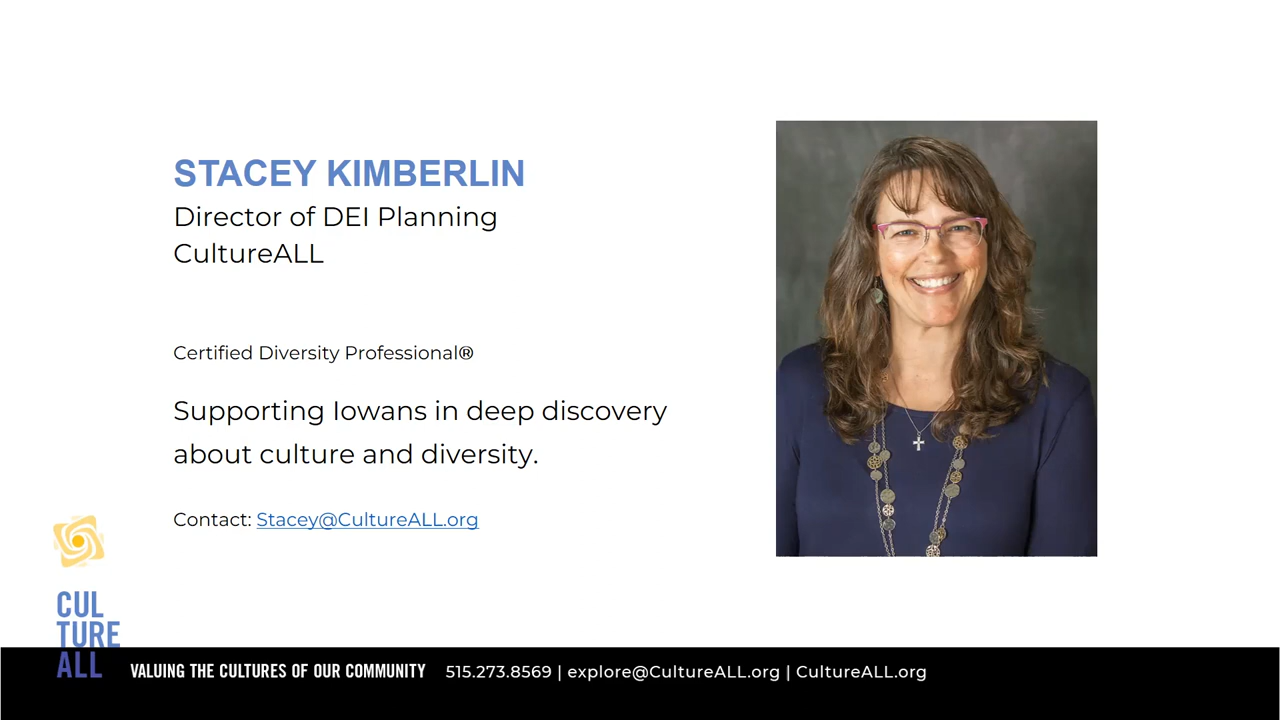 STACEY KIMBERLIN
Director of DEI Planning
CultureALL
Certified Diversity Professional®
Supporting Iowans in deep discovery
about culture and diversity.
Contact: Stacey@CultureALL.org
CUL
TURE
ALL
VALUING THE CULTURES OF OUR COMMUNITY 515.273.8569 | explore@CultureALL.org | CultureALL.org